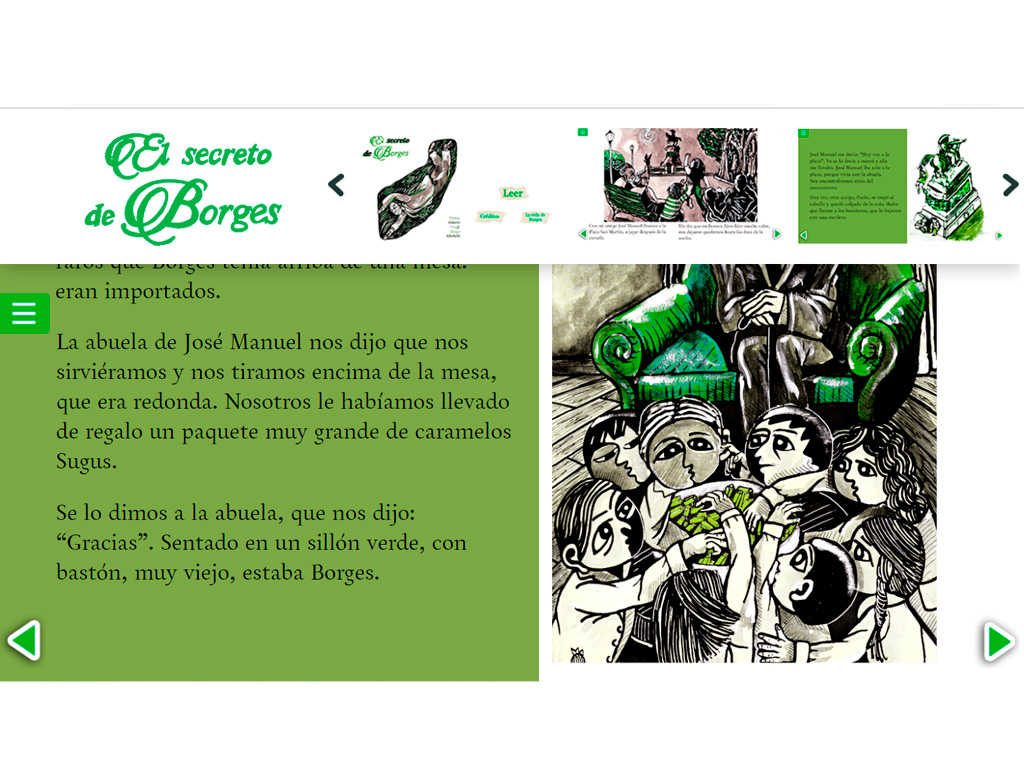 El secreto
de Borges
El secreto
de Borges
Leer
Créditos
La vida de
Borges
Con mi amigo José Manuel íbamos a la
Plaza San Martín, a jugar después de la
escuela.
Un día que en Buenos Aires hizo mucho calor,
nos dejaron quedarnos hasta las diez de la
noche.
José Manuel me decía: "Hoy voy a la
plaza". Yo se lo decía a mamá y ella
me llevaba. José Manuel iba solo a la
plaza, porque vivía con la abuela.
Nos encontrábamos atrás del
monumento.
Una vez, otro amigo, Paolo, se trepó al
caballo y quedó colgado de la cola. Hubo
que llamar a los bomberos, que lo bajaron
con una escalera.
raros que Borges tenía arriba de una mesa:
eran importados.
La abuela de José Manuel nos dijo que nos
sirviéramos y nos tiramos encima de la mesa,
que era redonda. Nosotros le habíamos llevado
de regalo un paquete muy grande de caramelos
Sugus.
Se lo dimos a la abuela, que nos dijo:
“Gracias”. Sentado en un sillón verde, con
bastón, muy viejo, estaba Borges.